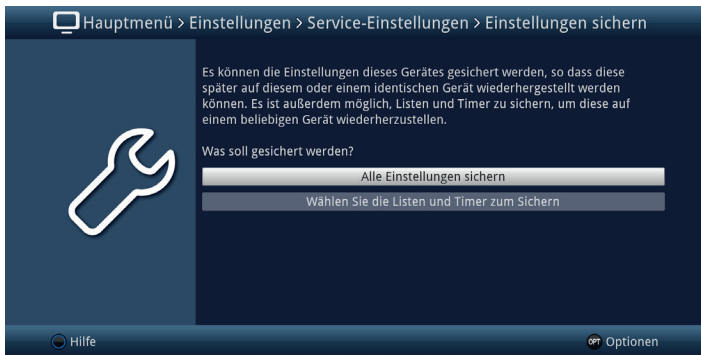 Hauptmenü > Einstellungen > Service-Einstellungen > Einstellungen sichern
Es können die Einstellungen dieses Gerätes gesichert werden, so dass diese
später auf diesem oder einem identischen Gerät wiederhergestellt werden
können. Es ist außerdem möglich, Listen und Timer zu sichern, um diese auf
einem beliebigen Gerät wiederherzustellen.
Was soll gesichert werden?
Alle Einstellungen sichern
Wählen Sie die Listen und Timer zum Sichern
Hilfe
OPT Optionen